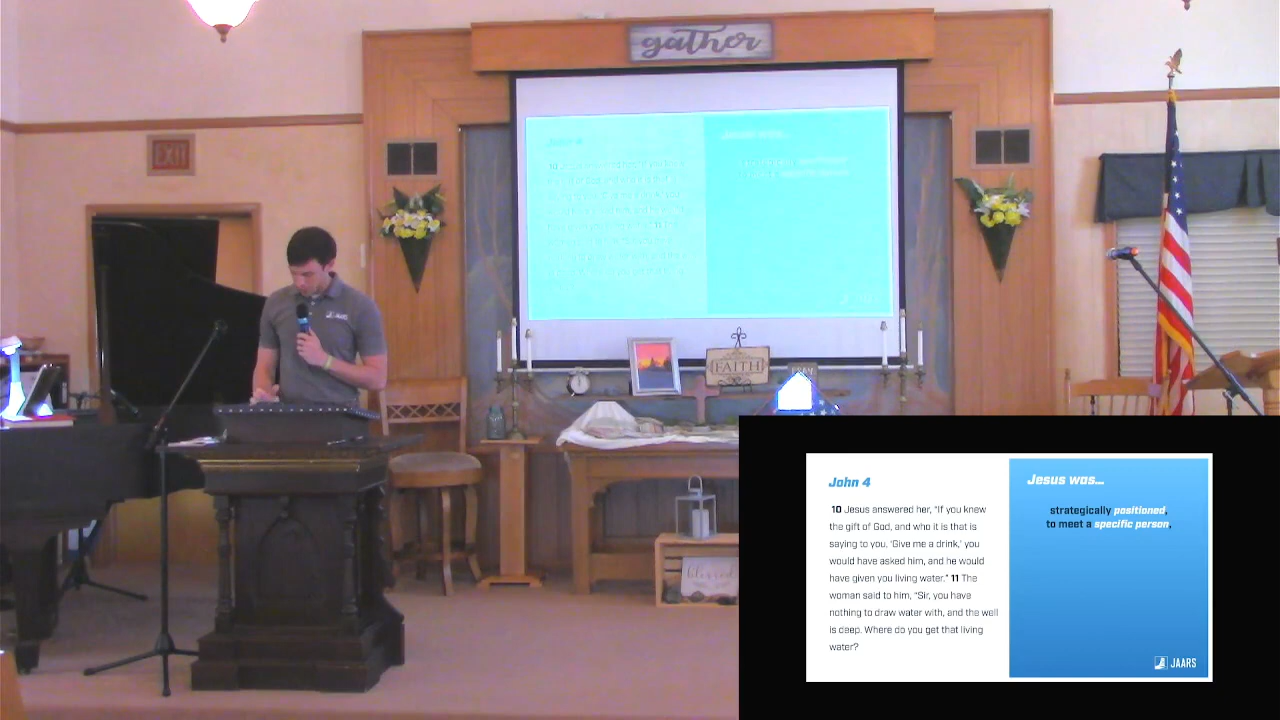 gather
EXIT
John 4
FAITH
PRAY
blessed
John 4
10 Jesus answered her, “If you knew
the gift of God, and who it is that is
saying to you, ‘Give me a drink,’ you
would have asked him, and he would
have given you living water.” 11 The
woman said to him, “Sir, you have
nothing to draw water with, and the well
is deep. Where do you get that living
water?
Jesus was...
strategically positioned,
to meet a specific person,
JAARS